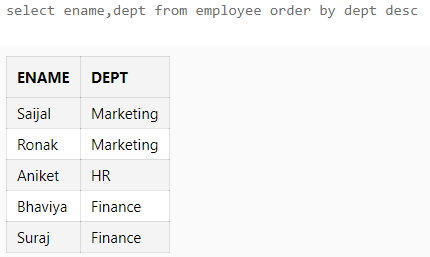 select ename,dept from employee order by dept desc
ENAME DEPT
Saijal Marketing
Ronak Marketing
Aniket HR
Bhaviya Finance
Suraj Finance